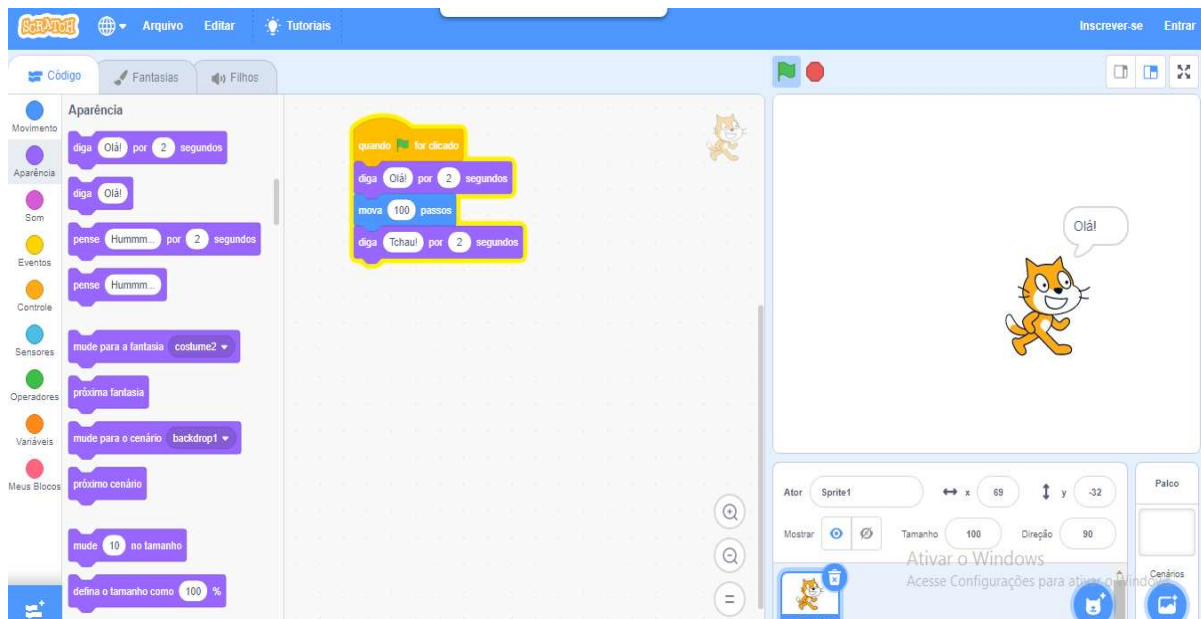 SCRATCH Arquivo Editar Tutoriais Inscrever-se Entrar
Código Fantasias Filhos
Movimento
Aparência
Som
Eventos
Controle
Sensores
Operadores
Variáveis
Meus Blocos
Aparência
diga Olá! por 2 segundos
diga Olá!
pense Hummm... por 2 segundos
pense Hummm...
mude para a fantasia costume2
próxima fantasia
mude para o cenário backdrop1
próximo cenário
mude 10 no tamanho
defina o tamanho como 100 %
quando for clicado
diga Olá! por 2 segundos
mova 100 passos
diga Tchau! por 2 segundos
Olá!
Ator Sprite1 x 69 y -32
Mostrar Tamanho 100 Direção 90
Palco
Cenários
Ativar o Windows
Acesse Configurações para ativar o Windows